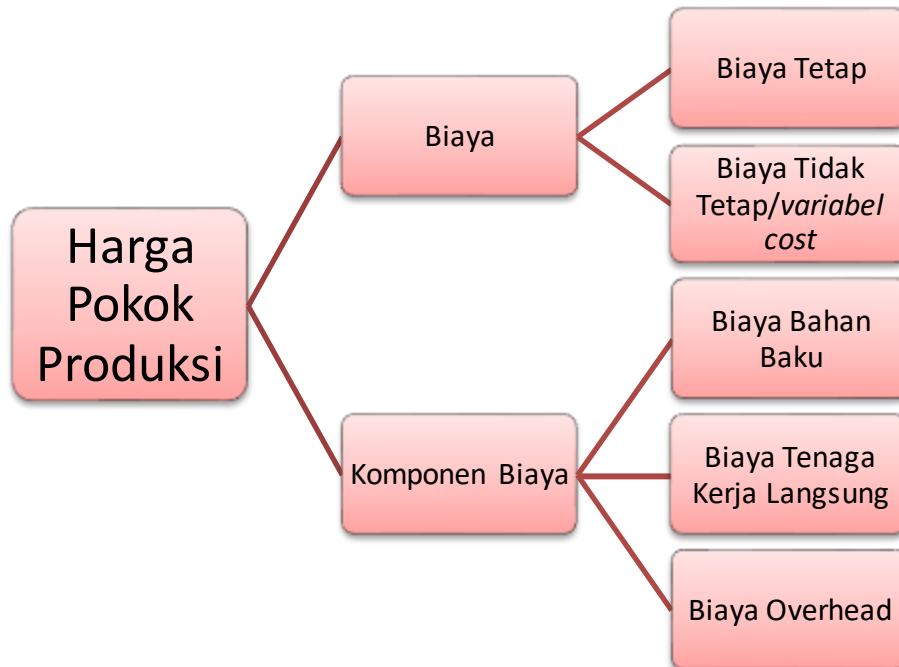 Harga
Pokok
Produksi
Biaya
Biaya Tetap
Biaya Tidak
Tetap/variabel
cost
Komponen Biaya
Biaya Bahan
Baku
Biaya Tenaga
Kerja Langsung
Biaya Overhead